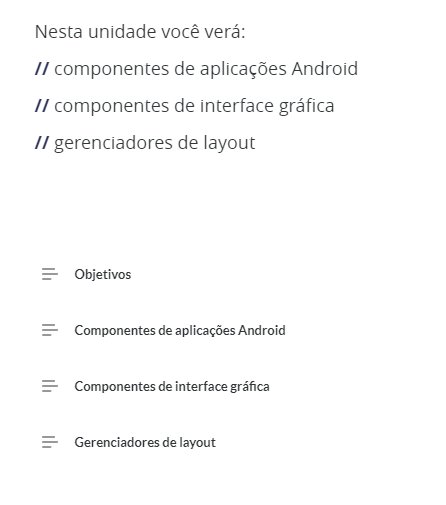 Nesta unidade você verá:
// componentes de aplicações Android
// componentes de interface gráfica
// gerenciadores de layout
Objetivos
Componentes de aplicações Android
Componentes de interface gráfica
Gerenciadores de layout